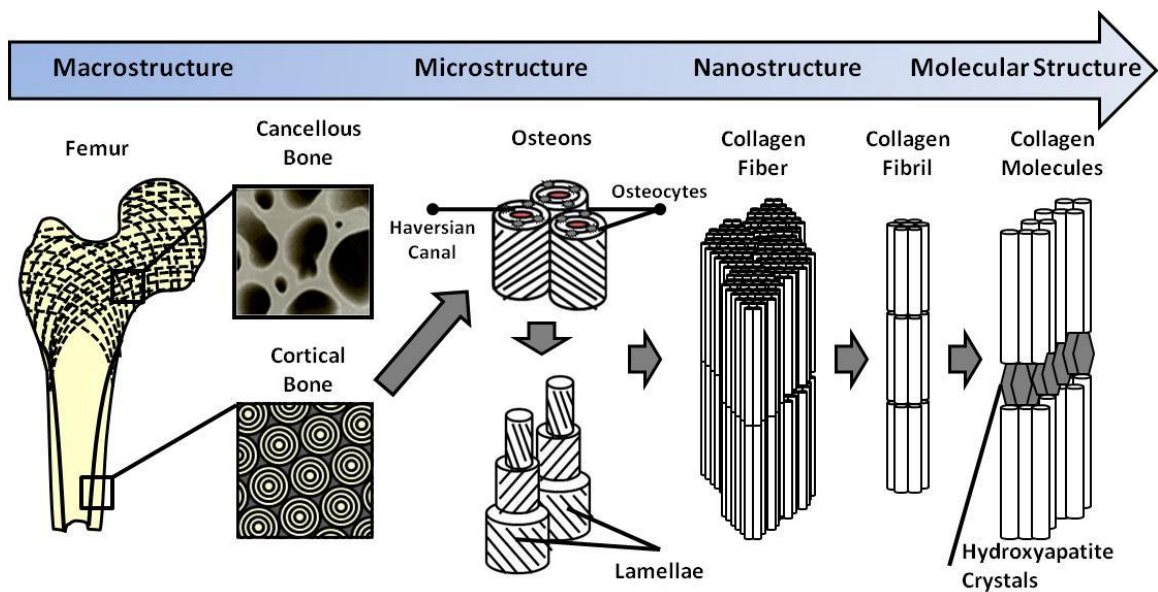 Macrostructure
Microstructure
Nanostructure
Molecular Structure
Femur
Cancellous
Bone
Cortical
Bone
Osteons
Haversian
Canal
Osteocytes
Lamellae
Collagen
Fiber
Collagen
Fibril
Collagen
Molecules
Hydroxyapatite
Crystals